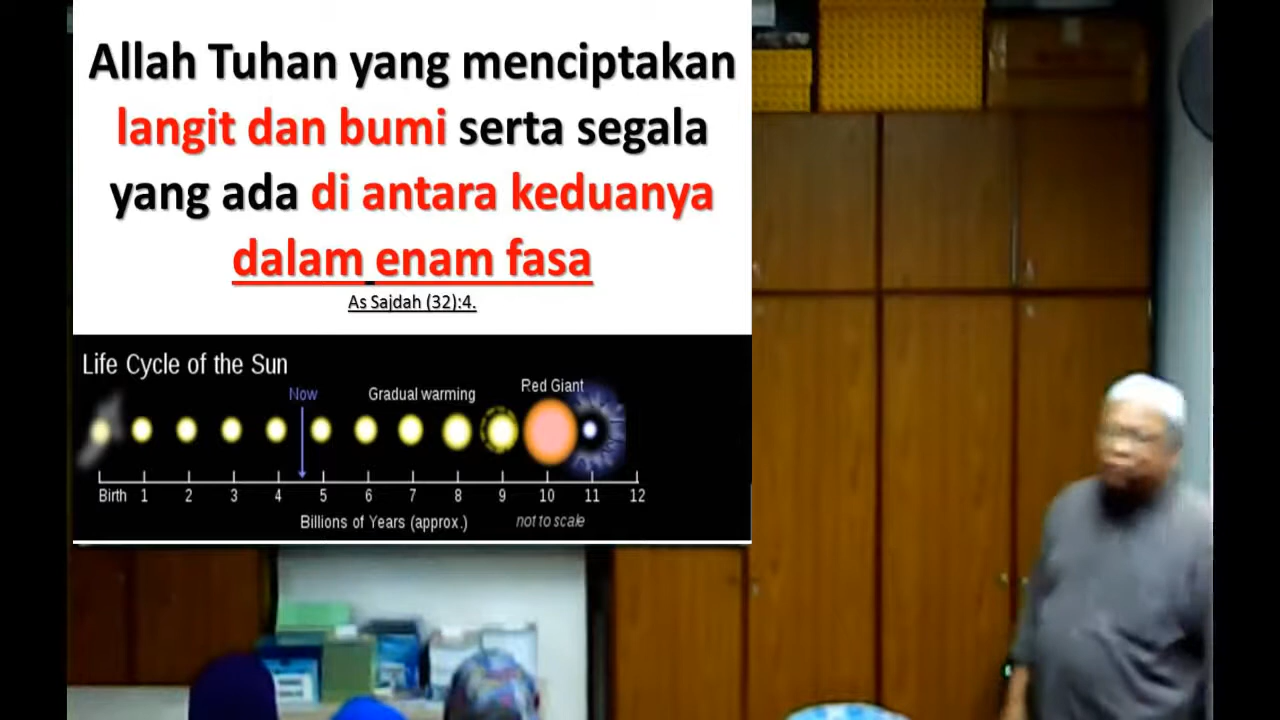 Allah Tuhan yang menciptakan
langit dan bumi serta segala
yang ada di antara keduanya
dalam enam fasa
As Sajdah (32):4.
Life Cycle of the Sun
Now
Gradual warming
Red Giant
Birth 1 2 3 4 5 6 7 8 9 10 11 12
Billions of Years (approx.)
not to scale